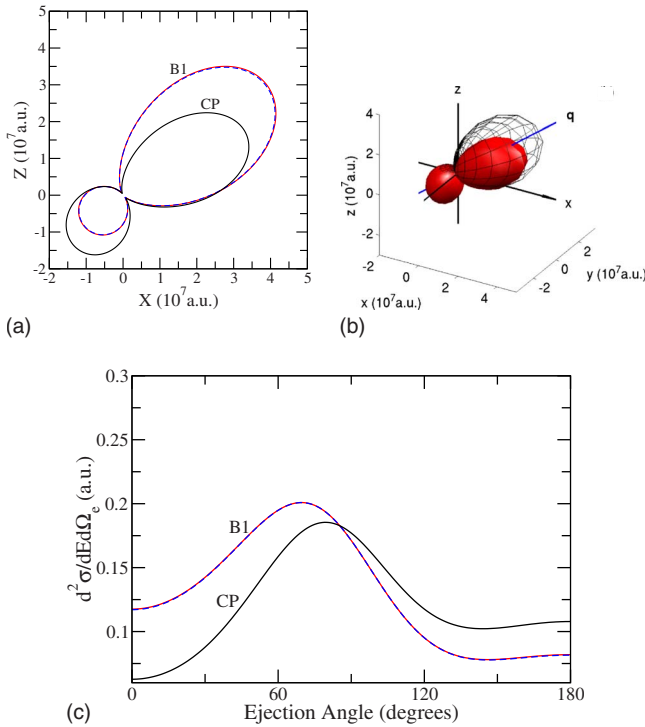 5
4
3
2
1
0
-1
-2
Z (10⁷a.u.)
B1
CP
-2 -1 0 1 2 3 4 5
X (10⁷a.u.)
(a)
z
q
x
4
2
0
-2
z (10⁷a.u.)
-2
0
2
4
x (10⁷a.u.)
2
0
-2
y (10⁷a.u.)
(b)
0.3
0.25
0.2
0.15
0.1
d²σ/dEdΩₑ (a.u.)
B1
CP
0 60 120 180
Ejection Angle (degrees)
(c)